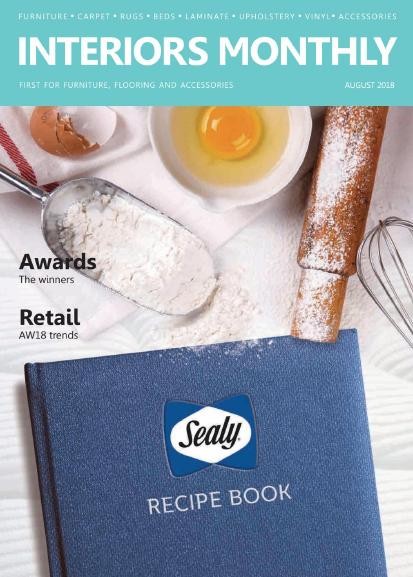 FURNITURE • CARPET • RUGS • BEDS • LAMINATE • UPHOLSTERY • VINYL • ACCESSORIES
INTERIORS MONTHLY
FIRST FOR FURNITURE, FLOORING AND ACCESSORIES
AUGUST 2018
Awards
The winners
Retail
AW18 trends
Sealy
RECIPE BOOK